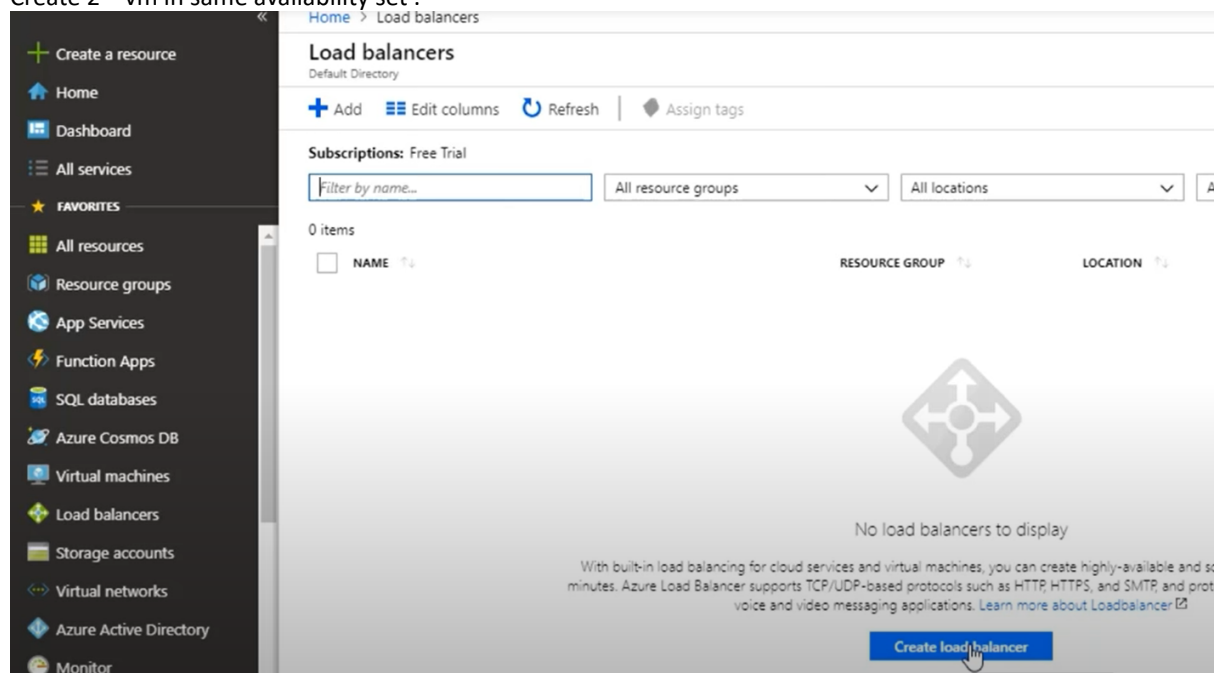 Create 2 vm in same availability set .
Home > Load balancers
«
Create a resource
Load balancers
Default Directory
Home
Add Edit columns Refresh Assign tags
Dashboard
Subscriptions: Free Trial
All services
Filter by name... All resource groups All locations A
FAVORITES
0 items
All resources
NAME RESOURCE GROUP LOCATION
Resource groups
App Services
Function Apps
SQL databases
Azure Cosmos DB
Virtual machines
Load balancers
No load balancers to display
Storage accounts
With built-in load balancing for cloud services and virtual machines, you can create highly-available and sc
minutes. Azure Load Balancer supports TCP/UDP-based protocols such as HTTP, HTTPS, and SMTP, and prot
Virtual networks
voice and video messaging applications. Learn more about Loadbalancer
Azure Active Directory
Create load balancer
Monitor